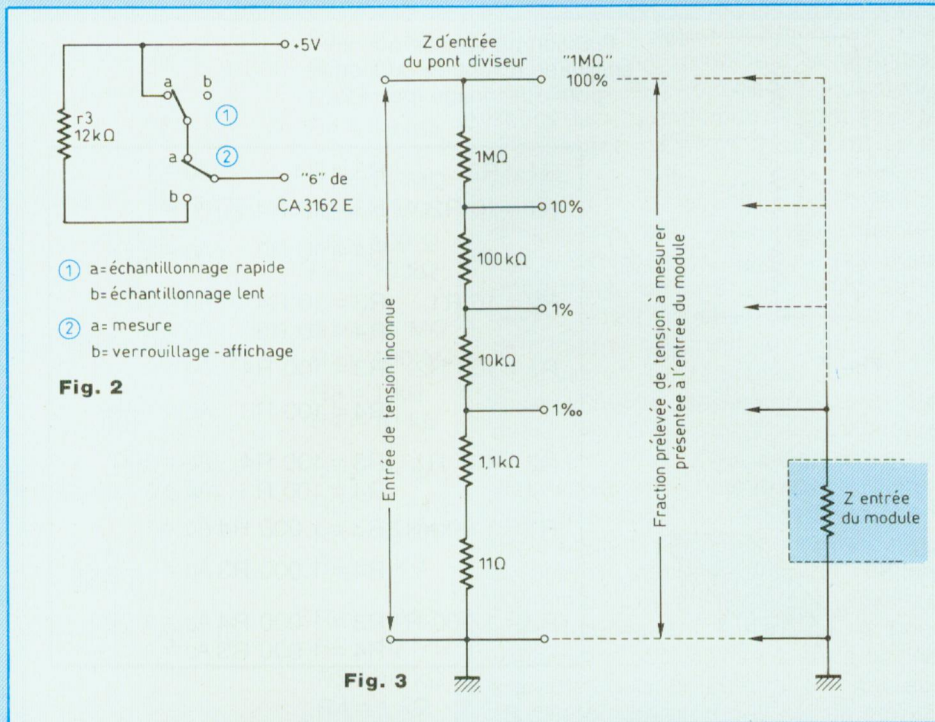 +5V
a
b
r3
12kΩ
1
a
2
"6" de
CA 3162 E
b
1 a=échantillonnage rapide
b=échantillonnage lent
2 a= mesure
b= verrouillage-affichage
Fig. 2
Z d'entrée
du pont diviseur
"1MΩ"
100%
1MΩ
10%
100kΩ
1%
10kΩ
1‰
1,1kΩ
11Ω
Entrée de tension inconnue
Fraction prélevée de tension à mesurer
présentée à l'entrée du module
Z entrée
du module
Fig. 3